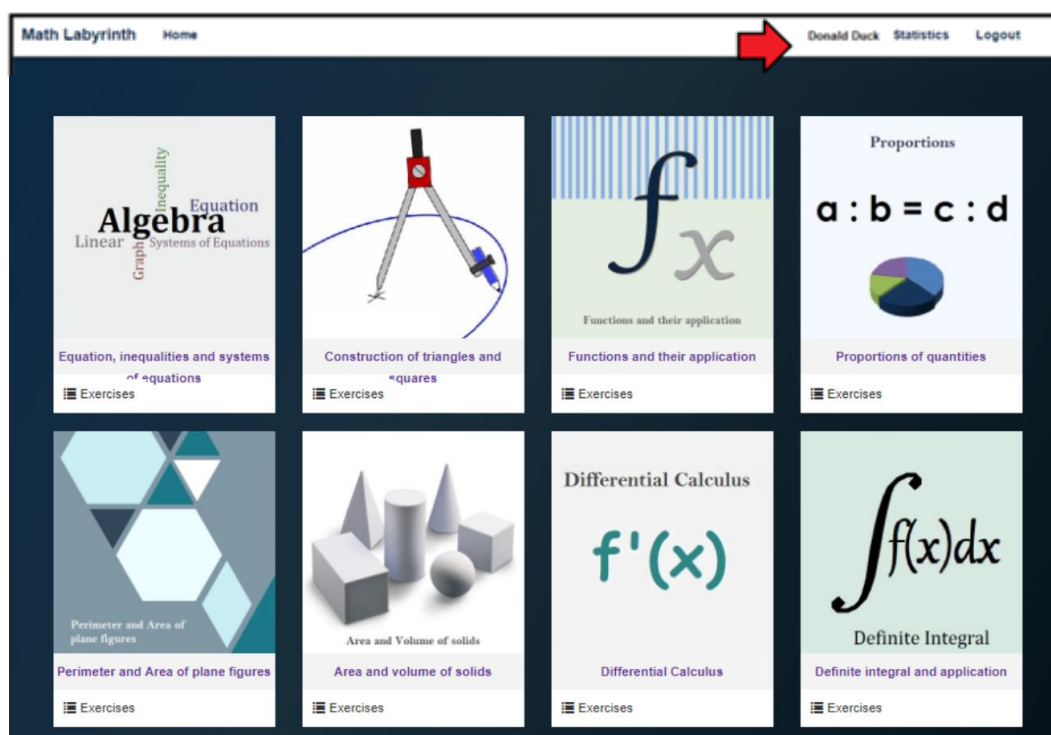 Math Labyrinth Home Donald Duck Statistics Logout
Inequality
Equation
Algebra
Linear
Systems of Equations
Graph
f x
Functions and their application
Proportions
a : b = c : d
Equation, inequalities and systems
of equations
Exercises
Construction of triangles and
squares
Exercises
Functions and their application
Exercises
Proportions of quantities
Exercises
Perimeter and Area of
plane figures
Area and Volume of solids
Differential Calculus
f'(x)
∫f(x)dx
Definite Integral
Perimeter and Area of plane figures
Exercises
Area and volume of solids
Exercises
Differential Calculus
Exercises
Definite integral and application
Exercises